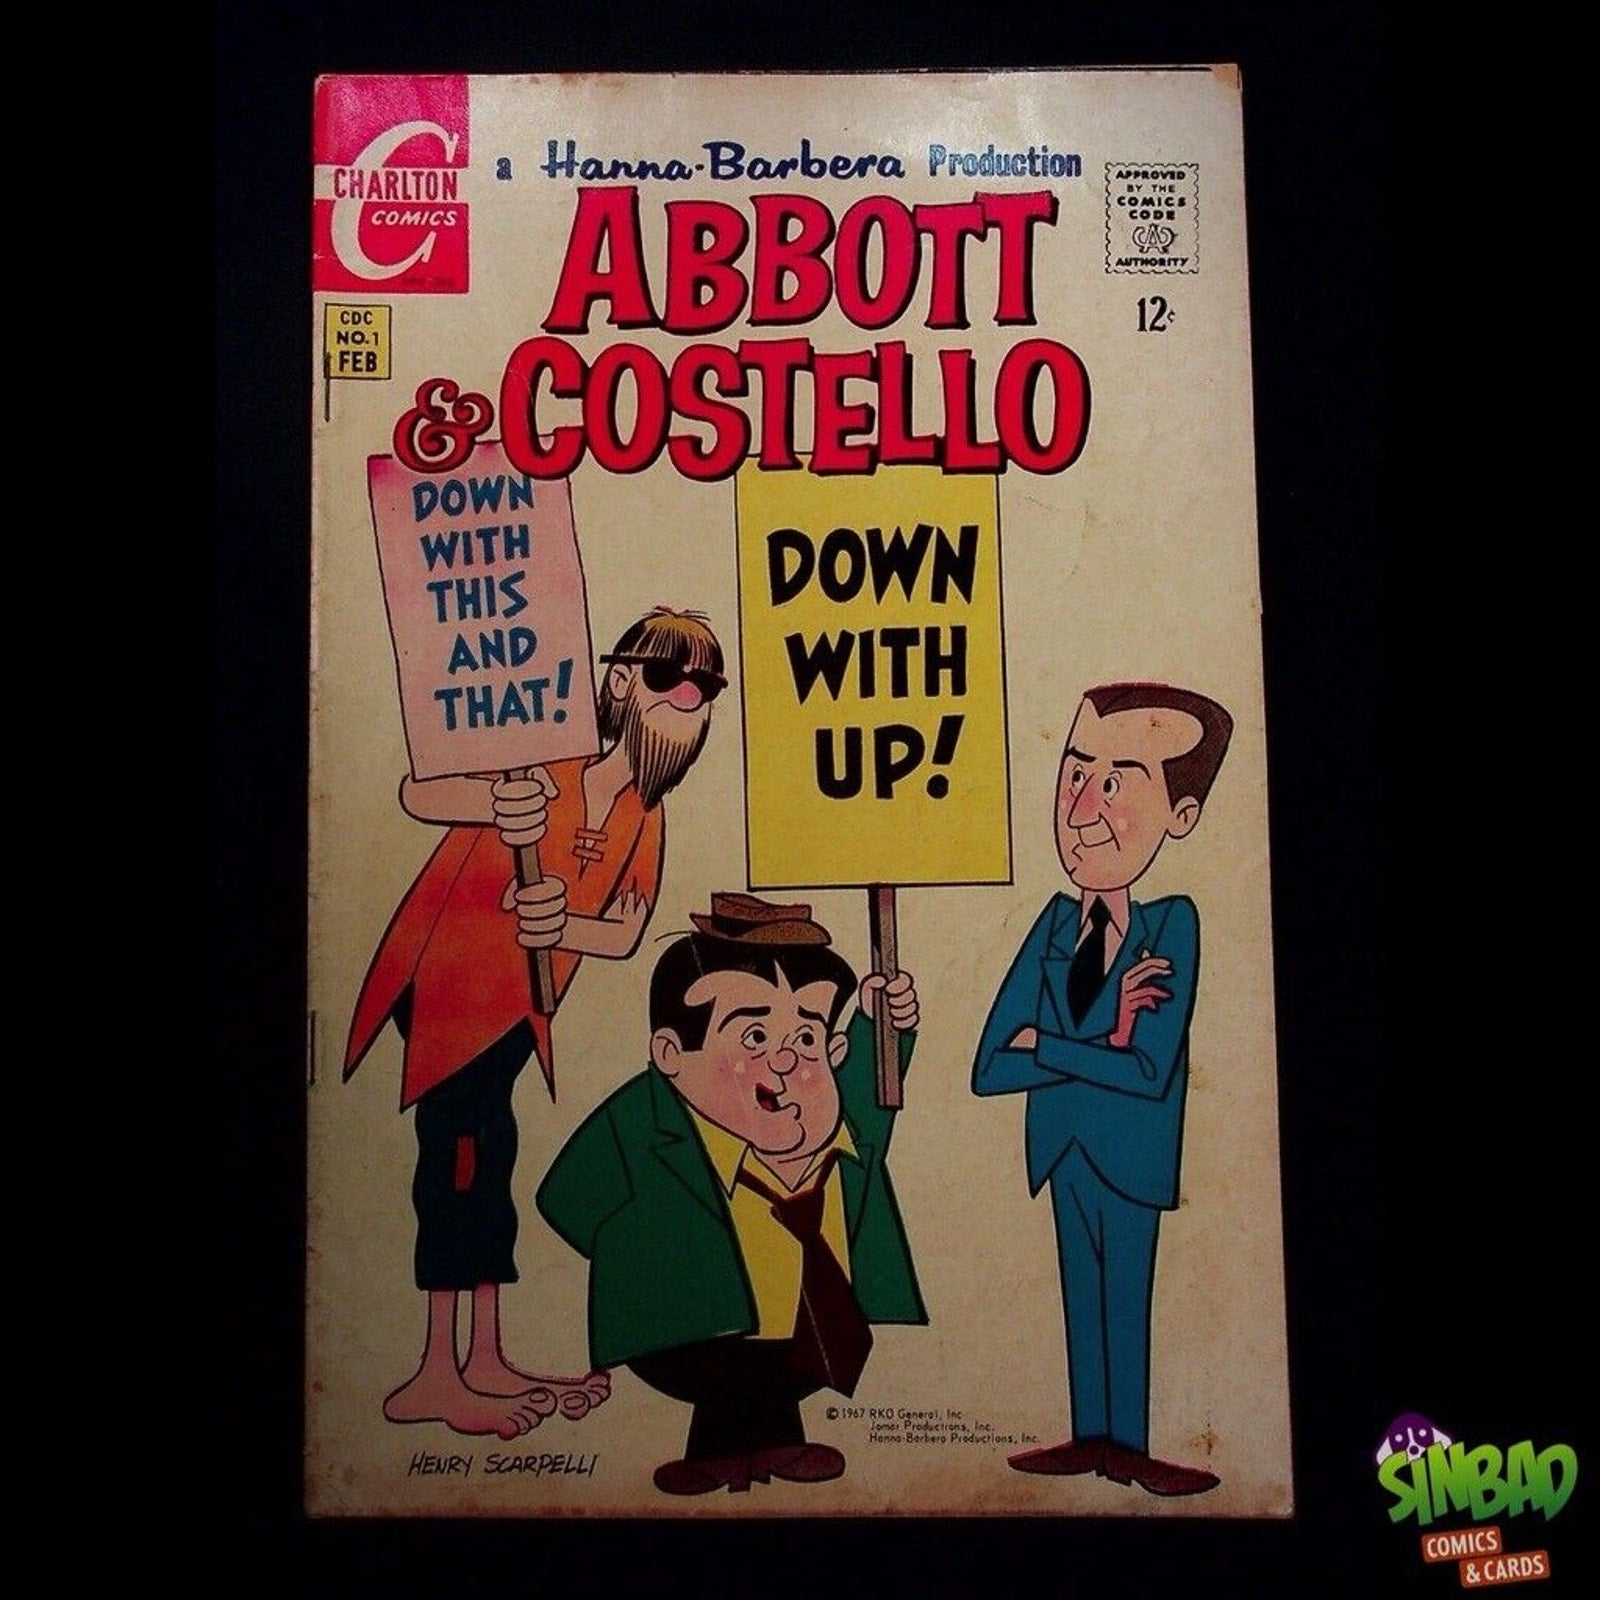 CHARLTON
COMICS
a Hanna-Barbera Production
ABBOTT
& COSTELLO
APPROVED
BY THE
COMICS
CODE
CA
AUTHORITY
12¢
CDC
NO.1
FEB
DOWN
WITH
THIS
AND
THAT!
DOWN
WITH
UP!
© 1967 RKO General, Inc
Jomar Productions, Inc.
Hanna-Barbera Productions, Inc.
HENRY SCARPELLI
SINBAD
COMICS
& CARDS